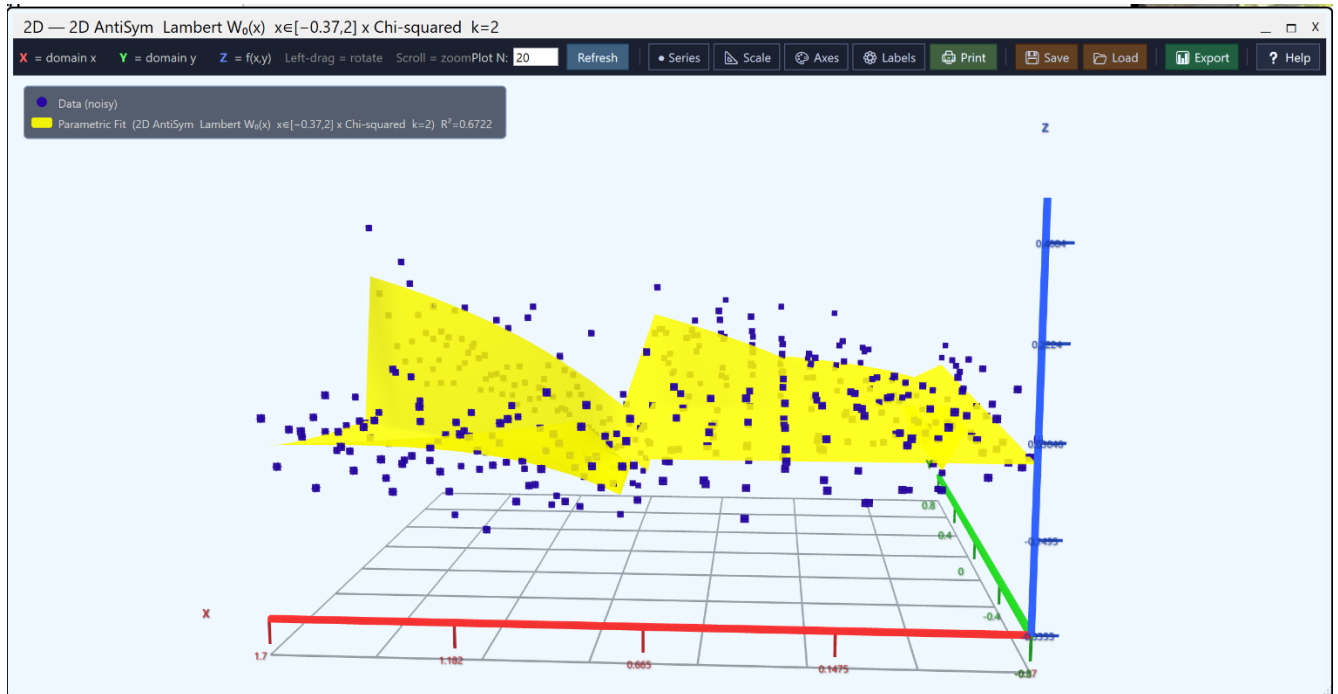 2D — 2D AntiSym Lambert W₀(x) x∈[−0.37,2] x Chi-squared k=2
X = domain x Y = domain y Z = f(x,y) Left-drag = rotate Scroll = zoom Plot N: 20 Refresh Series Scale Axes Labels Print Save Load Export ? Help
Data (noisy)
Parametric Fit (2D AntiSym Lambert W₀(x) x∈[−0.37,2] x Chi-squared k=2) R²=0.6722
Z
Y
0.8
0.4
0
-0.4
X
1.7
1.182
0.665
0.1475